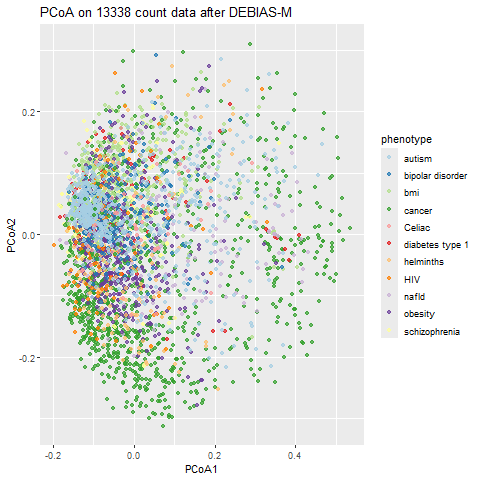 PCoA on 13338 count data after DEBIAS-M
PCoA2
0.2
0.0
-0.2
-0.2
0.0
0.2
0.4
PCoA1
phenotype
autism
bipolar disorder
bmi
cancer
Celiac
diabetes type 1
helminths
HIV
nafld
obesity
schizophrenia